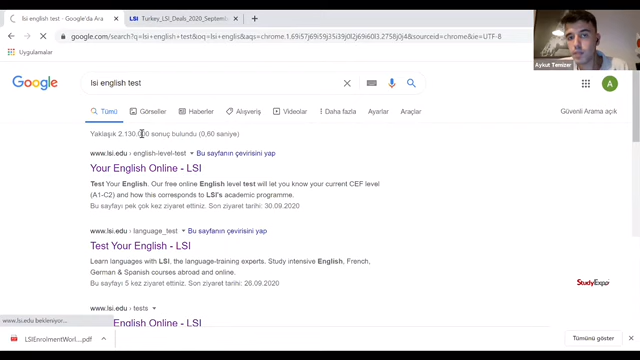 lsi english test - Google'da Ara
LSI Turkey_LSI_Deals_2020_Septemb
google.com/search?q=lsi+english+test&oq=lsi+englis&aqs=chrome.1.69i57j69i59j35i39j0l2j69i60l3.2758j0j4&sourceid=chrome&ie=UTF-8
Uygulamalar
Aykut Temizer
Google
lsi english test
Tümü Görseller Haberler Alışveriş Videolar Daha fazla Ayarlar Araçlar Güvenli Arama açık
Yaklaşık 2.130.000 sonuç bulundu (0,60 saniye)
www.lsi.edu › english-level-test Bu sayfanın çevirisini yap
Your English Online - LSI
Test Your English. Our free online English level test will let you know your current CEF level
(A1-C2) and how this corresponds to LSI's academic programme.
Bu sayfayı pek çok kez ziyaret ettiniz. Son ziyaret tarihi: 30.09.2020
www.lsi.edu › language_test Bu sayfanın çevirisini yap
Test Your English - LSI
Learn languages with LSI, the language-training experts. Study intensive English, French,
German & Spanish courses abroad and online.
Bu sayfayı 5 kez ziyaret ettiniz. Son ziyaret tarihi: 26.09.2020
StudyExpo
www.lsi.edu › tests
English Online - LSI
www.lsi.edu bekleniyor...
LSIEnrolmentWorl....pdf
Tümünü göster